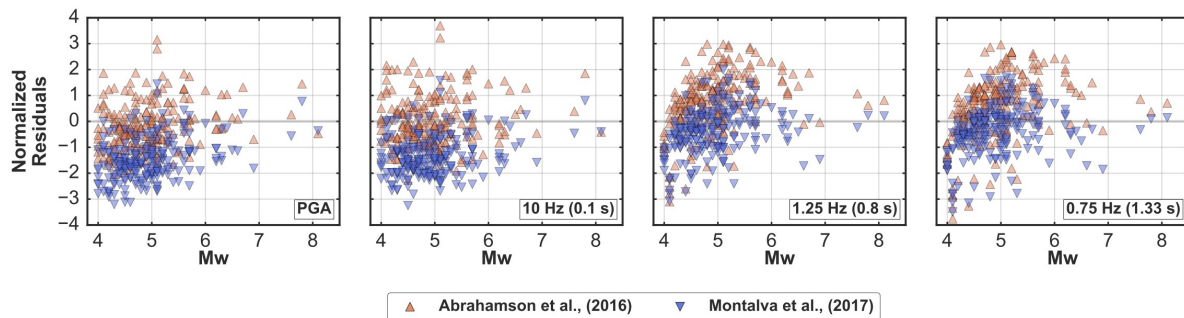 Normalized
Residuals
4
3
2
1
0
−1
−2
−3
−4
PGA
10 Hz (0.1 s)
1.25 Hz (0.8 s)
0.75 Hz (1.33 s)
4 5 6 7 8
4 5 6 7 8
4 5 6 7 8
4 5 6 7 8
Mw
Mw
Mw
Mw
Abrahamson et al., (2016)
Montalva et al., (2017)